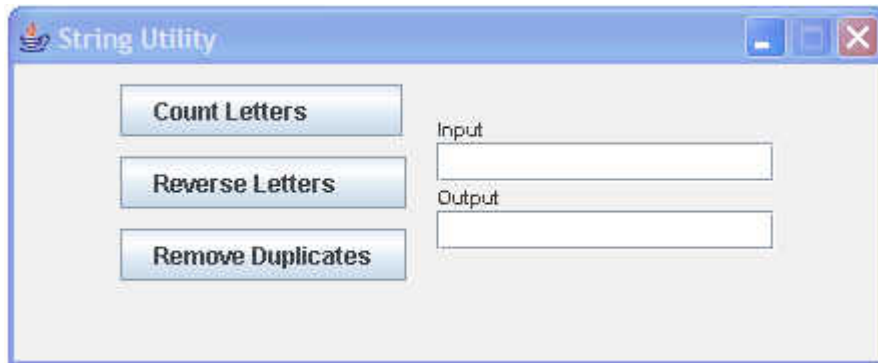 String Utility
Count Letters
Reverse Letters
Remove Duplicates
Input
Output